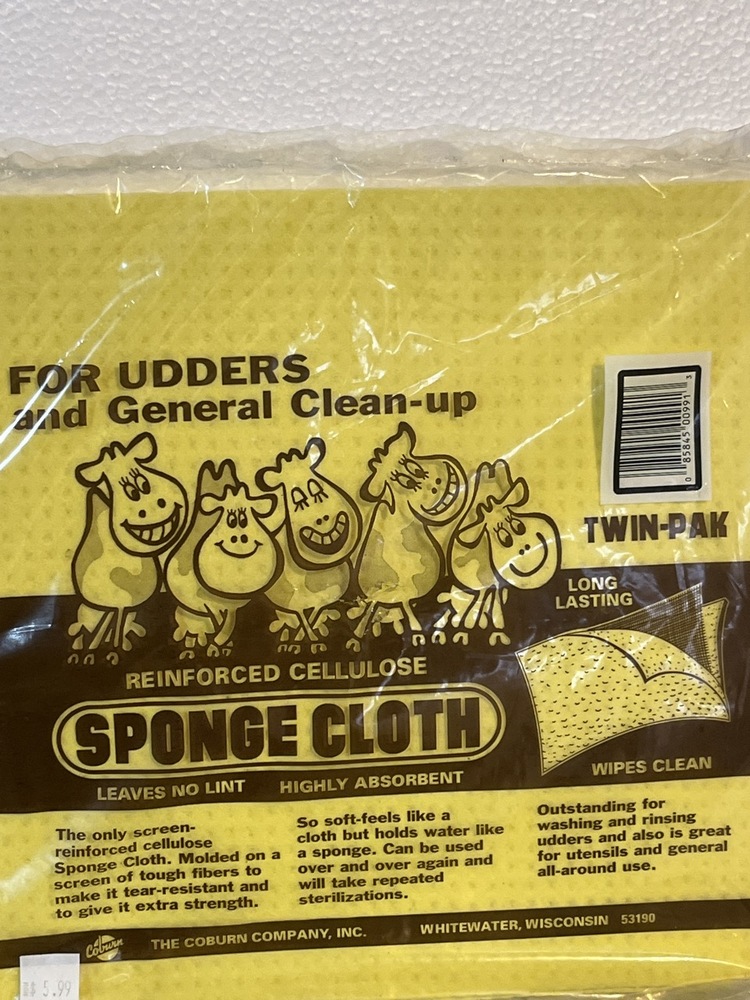 FOR UDDERS
and General Clean-up
0 85845 00991 3
TWIN-PAK
LONG
LASTING
REINFORCED CELLULOSE
SPONGE CLOTH
LEAVES NO LINT HIGHLY ABSORBENT
WIPES CLEAN
The only screen-
reinforced cellulose
Sponge Cloth. Molded on a
screen of tough fibers to
make it tear-resistant and
to give it extra strength.
So soft-feels like a
cloth but holds water like
a sponge. Can be used
over and over again and
will take repeated
sterilizations.
Outstanding for
washing and rinsing
udders and also is great
for utensils and general
all-around use.
Coburn THE COBURN COMPANY, INC. WHITEWATER, WISCONSIN 53190
$ 5.99